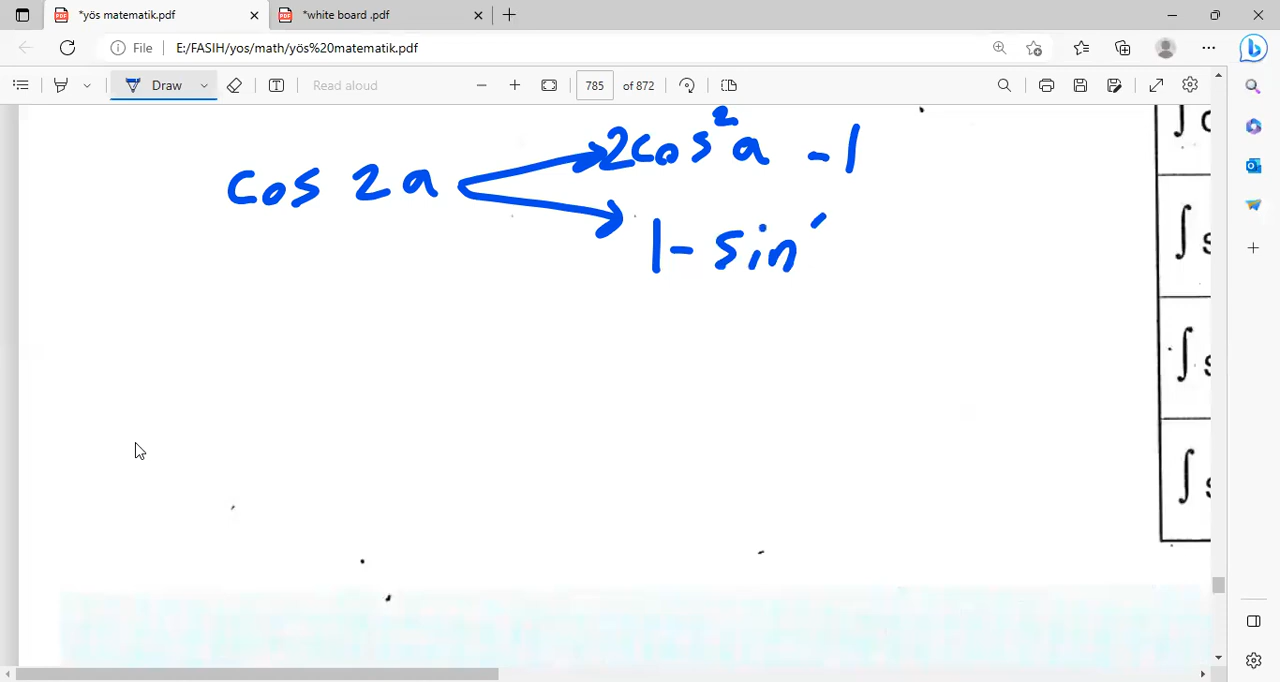 *yös matematik.pdf
*white board .pdf
File
E:/FASIH/yos/math/yös%20matematik.pdf
Draw
Read aloud
785 of 872
2cos²a - 1
cos 2a
1 - sin
∫
∫ s
∫ s
∫ s